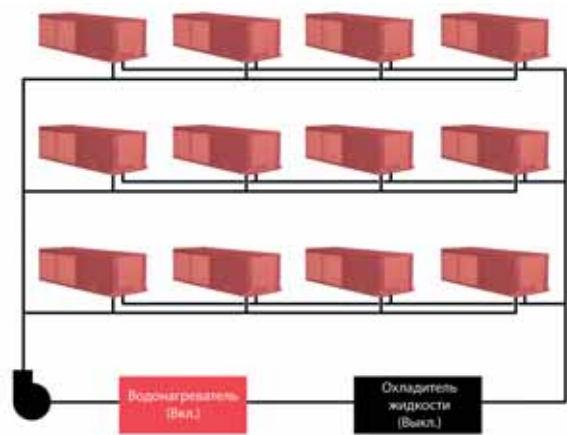 Водонагреватель
(Вкл.)
Охладитель
жидкости
(Выкл.)